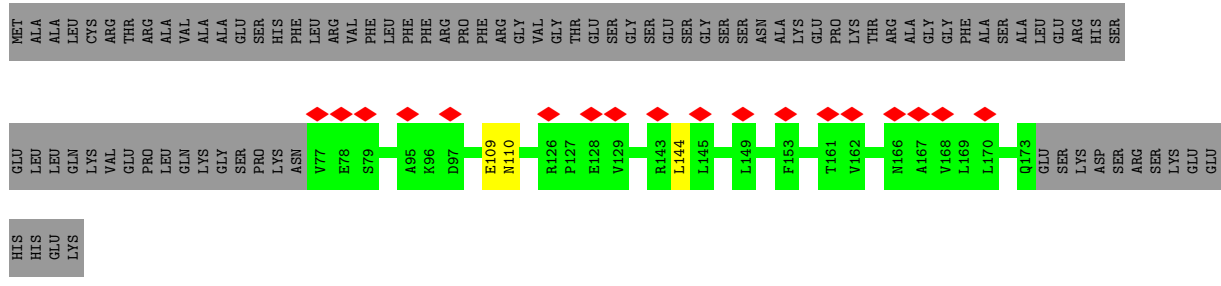 MET ALA ALA LEU CYS ARG THR ARG ALA VAL ALA ALA GLU SER HIS PHE LEU ARG VAL PHE LEU PHE PHE ARG PRO PHE ARG GLY VAL GLY THR GLU SER GLY SER GLU SER GLY SER SER ASN ALA LYS GLU PRO LYS THR ARG ALA GLY GLY PHE ALA SER ALA LEU GLU ARG HIS SER
GLU LEU LEU GLN LYS VAL GLU PRO LEU GLN LYS GLY SER PRO LYS ASN V77 E78 S79 A95 K96 D97 E109 N110 R126 P127 E128 V129 R143 L144 L145 L149 F153 T161 V162 N166 A167 V168 L169 L170 Q173 GLU SER LYS ASP SER ARG SER LYS GLU GLU
HIS HIS GLU LYS